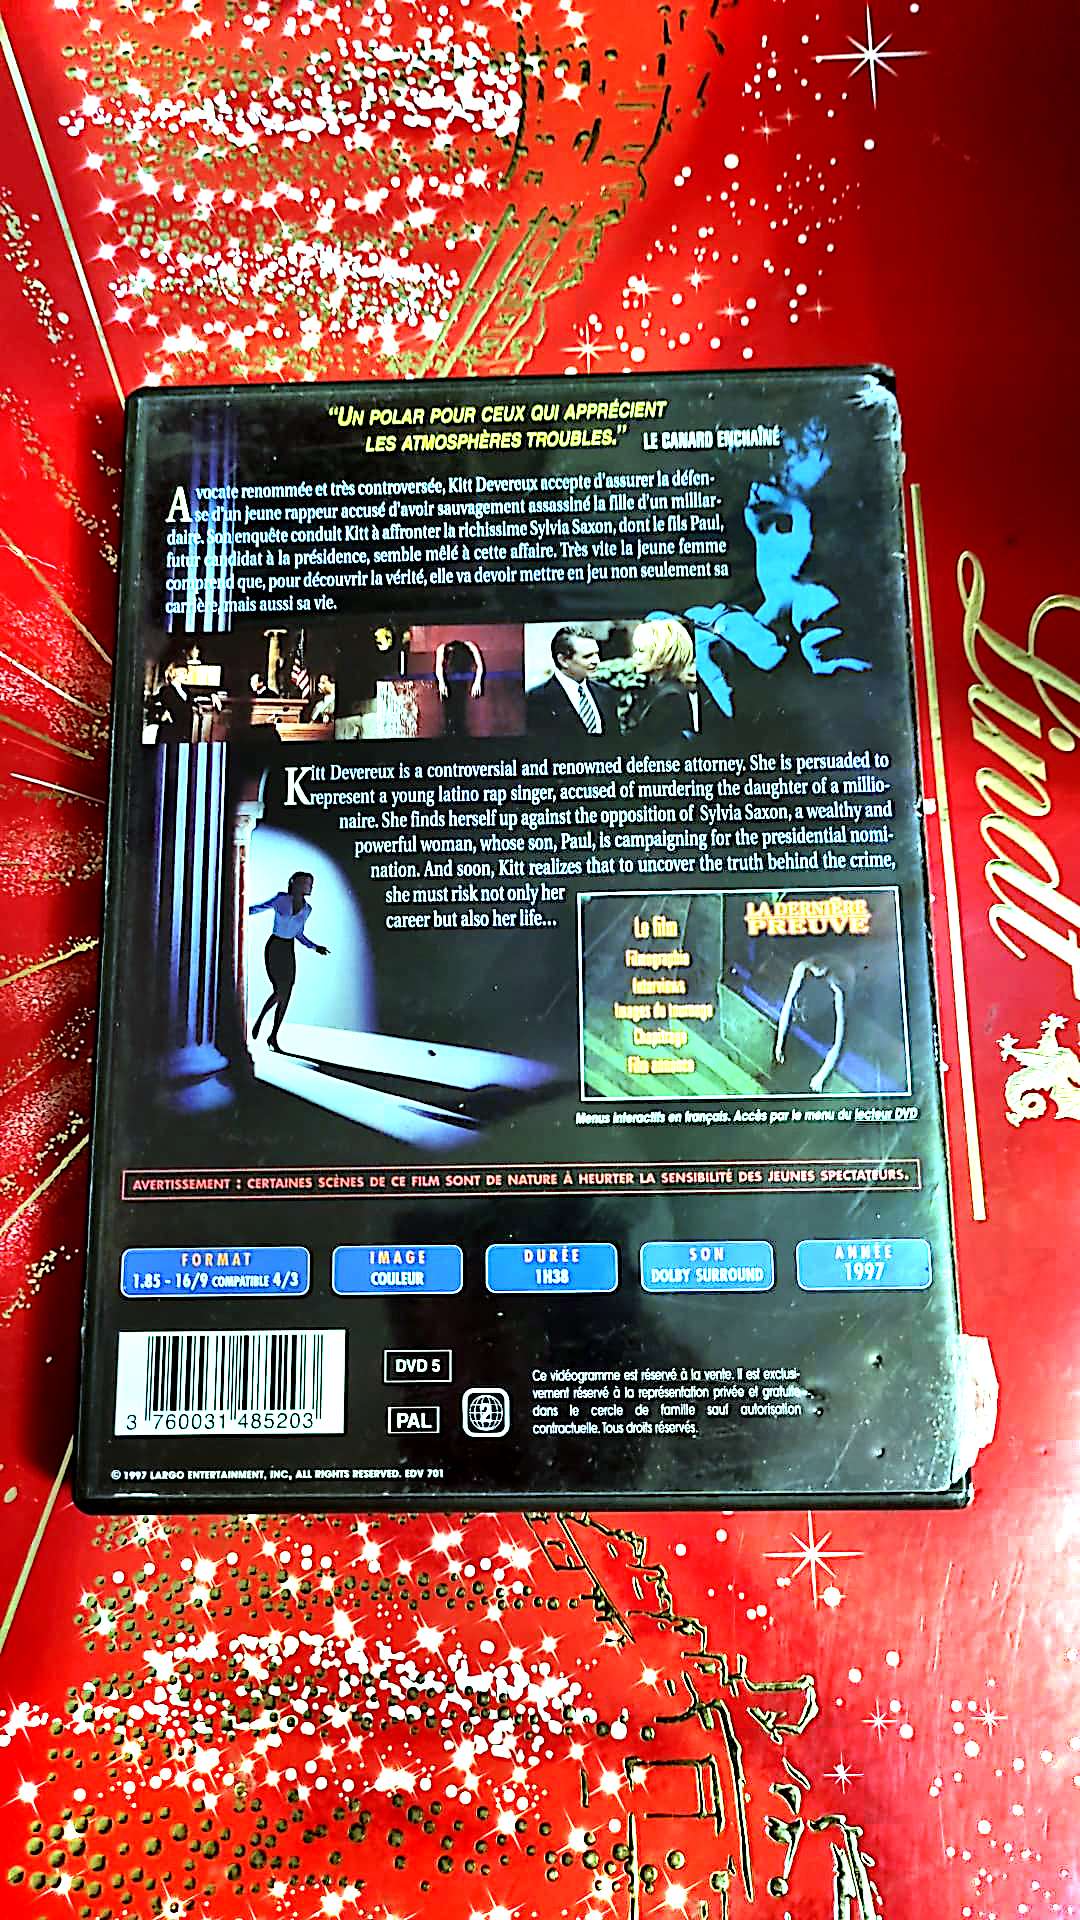 "UN POLAR POUR CEUX QUI APPRÉCIENT
LES ATMOSPHÈRES TROUBLES." LE CANARD ENCHAÎNÉ
Avocate renommée et très controversée, Kitt Devereux accepte d'assurer la défen-
se d'un jeune rappeur accusé d'avoir sauvagement assassiné la fille d'un milliar-
daire. Son enquête conduit Kitt à affronter la richissime Sylvia Saxon, dont le fils Paul,
futur candidat à la présidence, semble mêlé à cette affaire. Très vite la jeune femme
comprend que, pour découvrir la vérité, elle va devoir mettre en jeu non seulement sa
carrière, mais aussi sa vie.
Kitt Devereux is a controversial and renowned defense attorney. She is persuaded to
represent a young latino rap singer, accused of murdering the daughter of a millio-
naire. She finds herself up against the opposition of Sylvia Saxon, a wealthy and
powerful woman, whose son, Paul, is campaigning for the presidential nomi-
nation. And soon, Kitt realizes that to uncover the truth behind the crime,
she must risk not only her
career but also her life...
LA DERNIÈRE
PREUVE
Le film
Filmographie
Interviews
Images de tournage
Chapitrage
Film annonce
Menus interactifs en français. Accès par le menu du lecteur DVD
AVERTISSEMENT : CERTAINES SCÈNES DE CE FILM SONT DE NATURE À HEURTER LA SENSIBILITÉ DES JEUNES SPECTATEURS.
FORMAT
1.85 - 16/9 COMPATIBLE 4/3
IMAGE
COULEUR
DURÉE
1H38
SON
DOLBY SURROUND
ANNÉE
1997
3 760031 485203
DVD 5
PAL
2
Ce vidéogramme est réservé à la vente. Il est exclusi-
vement réservé à la représentation privée et gratuite
dans le cercle de famille sauf autorisation
contractuelle. Tous droits réservés.
© 1997 LARGO ENTERTAINMENT, INC, ALL RIGHTS RESERVED. EDV 701
Lindt